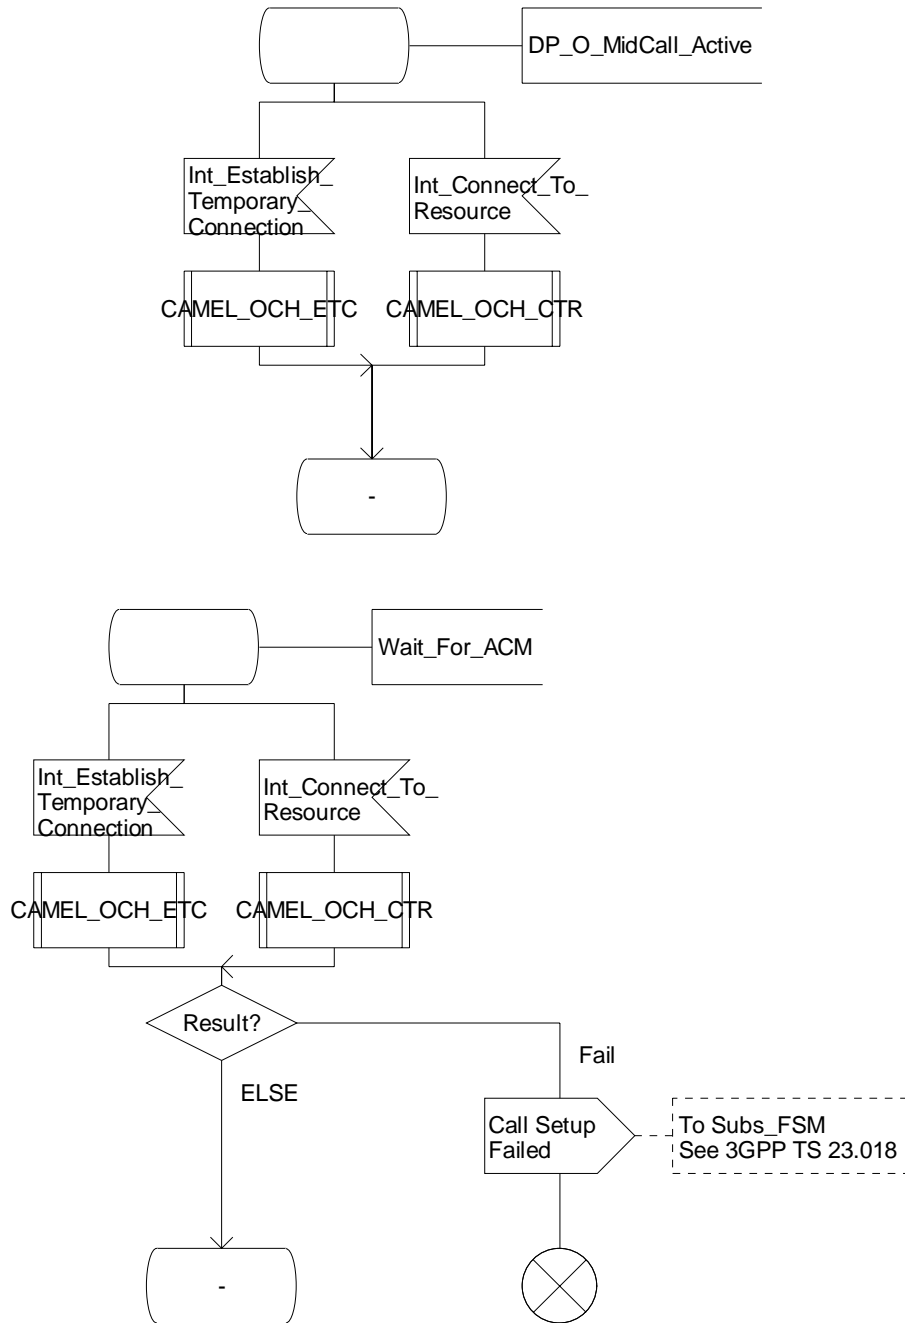 DP_O_MidCall_Active
Int_Establish_
Temporary_
Connection
Int_Connect_To_
Resource
CAMEL_OCH_ETC
CAMEL_OCH_CTR
-
Wait_For_ACM
Int_Establish_
Temporary_
Connection
Int_Connect_To_
Resource
CAMEL_OCH_ETC
CAMEL_OCH_CTR
Result?
Fail
ELSE
Call Setup
Failed
To Subs_FSM
See 3GPP TS 23.018
-